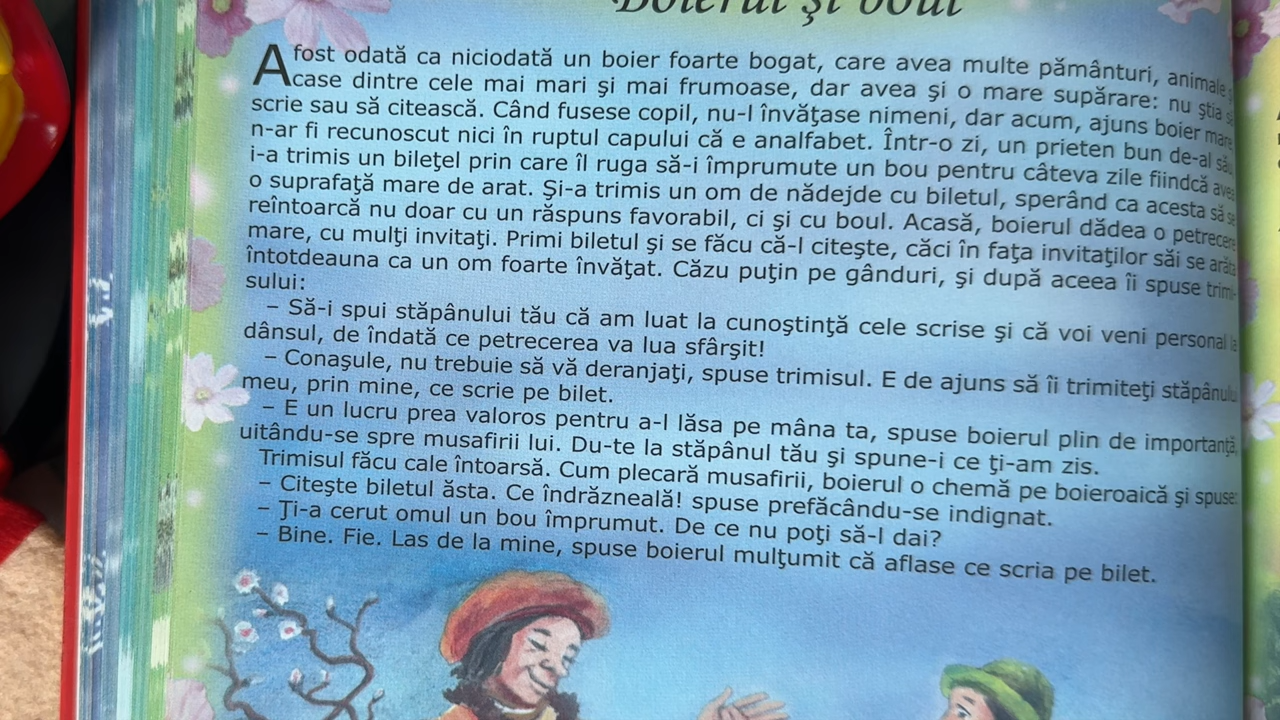 Boierul şi boul
A fost odată ca niciodată un boier foarte bogat, care avea multe pământuri, animale
case dintre cele mai mari şi mai frumoase, dar avea şi o mare supărare: nu ştia să
scrie sau să citească. Când fusese copil, nu-l învăţase nimeni, dar acum, ajuns boier mare,
n-ar fi recunoscut nici în ruptul capului că e analfabet. Într-o zi, un prieten bun de-al său
i-a trimis un bileţel prin care îl ruga să-i împrumute un bou pentru câteva zile fiindcă avea
o suprafaţă mare de arat. Şi-a trimis un om de nădejde cu biletul, sperând ca acesta să se
reîntoarcă nu doar cu un răspuns favorabil, ci şi cu boul. Acasă, boierul dădea o petrecere
mare, cu mulţi invitaţi. Primi biletul şi se făcu că-l citeşte, căci în faţa invitaţilor săi se arăta
întotdeauna ca un om foarte învăţat. Căzu puţin pe gânduri, şi după aceea îi spuse trimi-
sului:
– Să-i spui stăpânului tău că am luat la cunoştinţă cele scrise şi că voi veni personal la
dânsul, de îndată ce petrecerea va lua sfârşit!
– Conaşule, nu trebuie să vă deranjaţi, spuse trimisul. E de ajuns să îi trimiteţi stăpânului
meu, prin mine, ce scrie pe bilet.
– E un lucru prea valoros pentru a-l lăsa pe mâna ta, spuse boierul plin de importanţă,
uitându-se spre musafirii lui. Du-te la stăpânul tău şi spune-i ce ţi-am zis.
Trimisul făcu cale întoarsă. Cum plecară musafirii, boierul o chemă pe boieroaică şi spuse:
– Citeşte biletul ăsta. Ce îndrăzneală! spuse prefăcându-se indignat.
– Ţi-a cerut omul un bou împrumut. De ce nu poţi să-l dai?
– Bine. Fie. Las de la mine, spuse boierul mulţumit că aflase ce scria pe bilet.